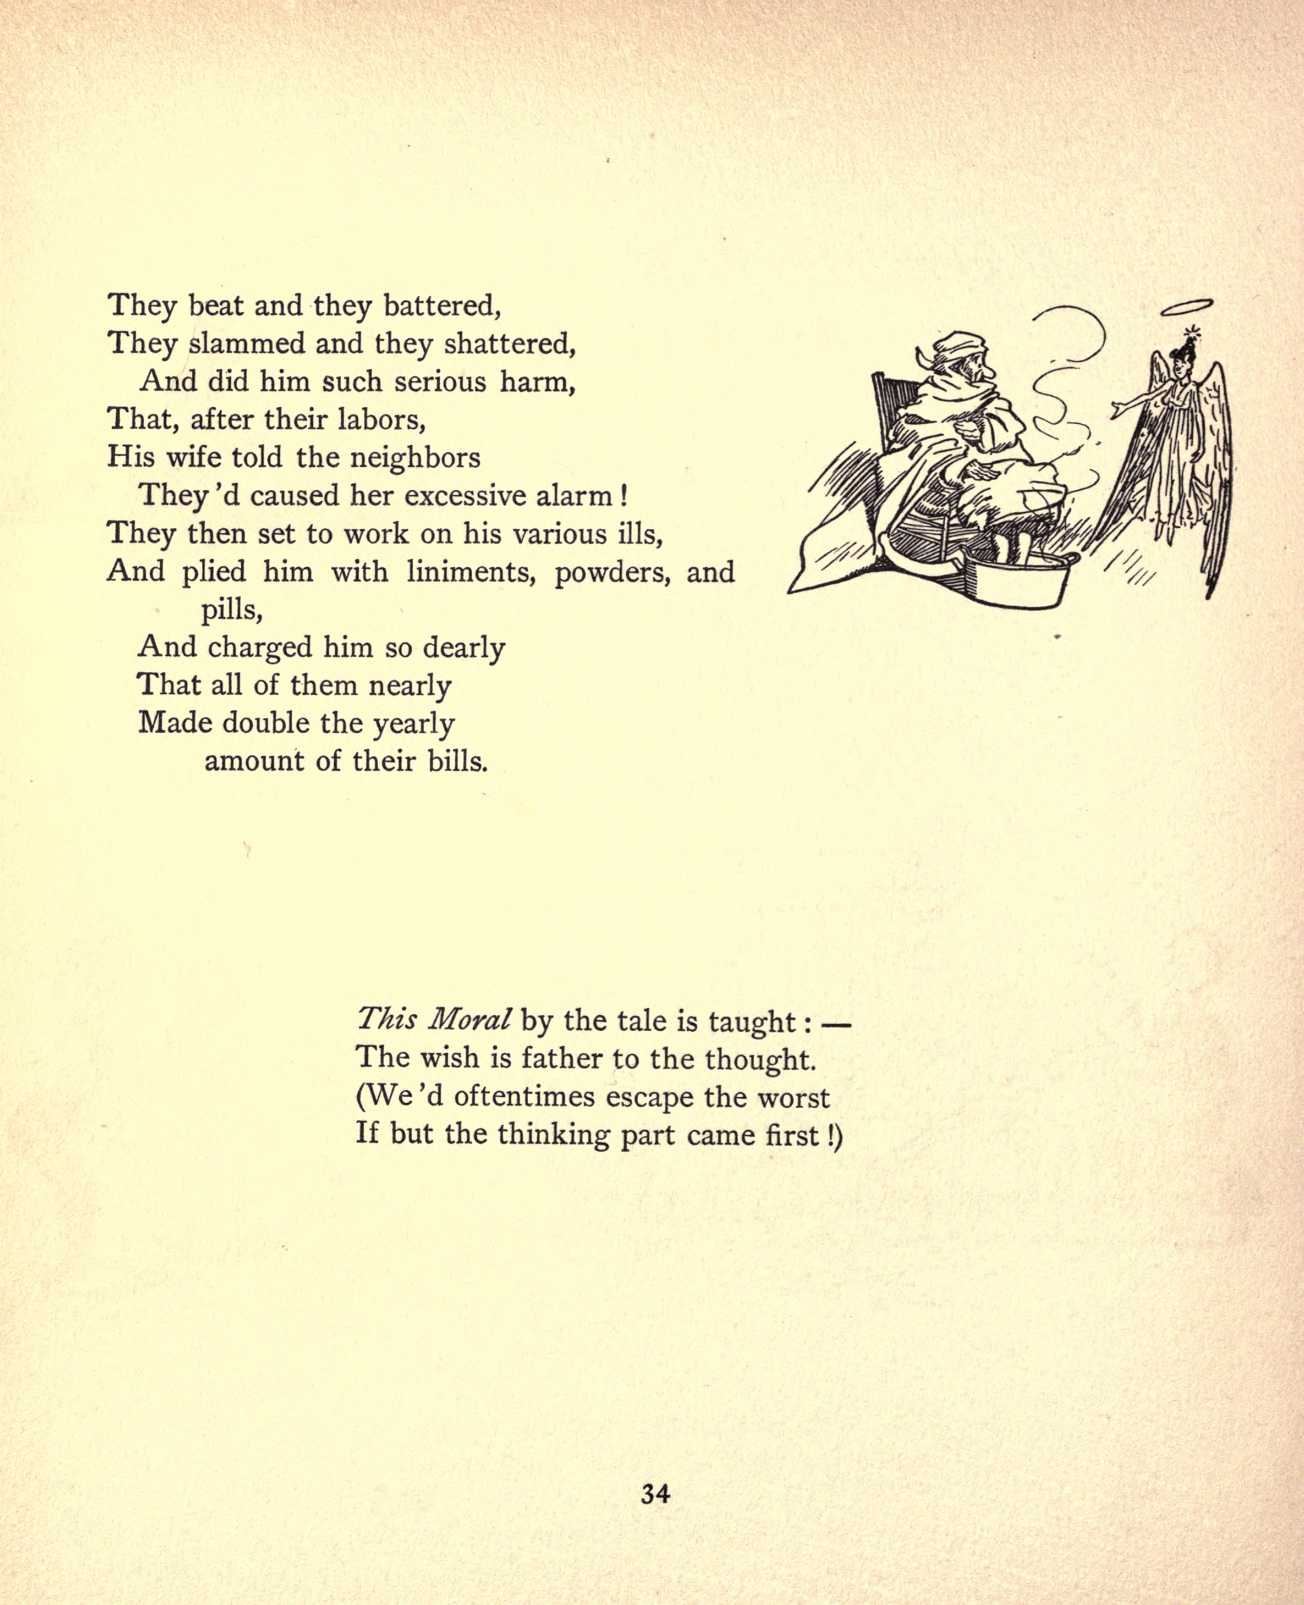 They beat and they battered,
They slammed and they shattered,
And did him such serious harm,
That, after their labors,
His wife told the neighbors
They 'd caused her excessive alarm !
They then set to work on his various ills,
And plied him with liniments, powders, and
pills,
And charged him so dearly
That all of them nearly
Made double the yearly
amount of their bills.
This Moral by the tale is taught : —
The wish is father to the thought.
(We 'd oftentimes escape the worst
If but the thinking part came first !)
34